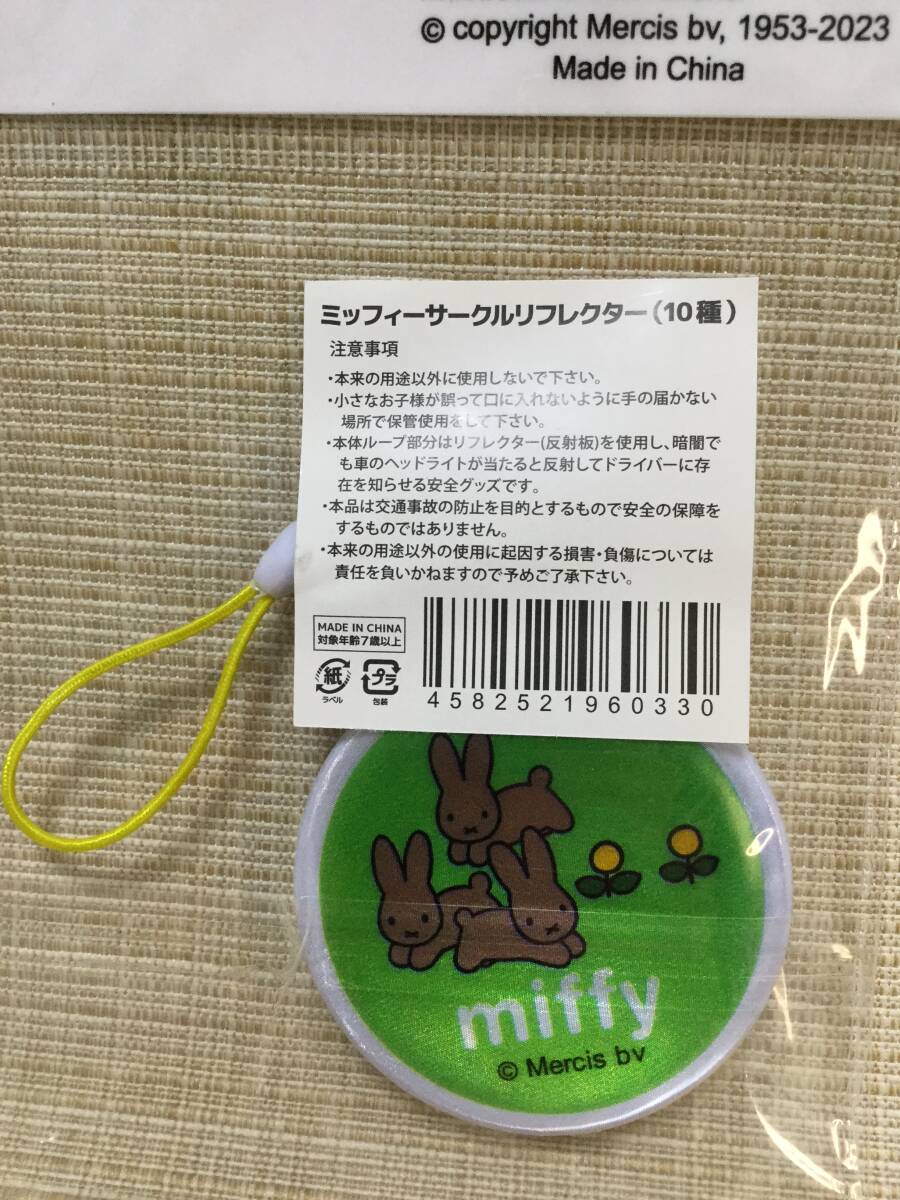 © copyright Mercis bv, 1953-2023
Made in China
ミッフィーサークルリフレクター(10種)
注意事項
・本来の用途以外に使用しないで下さい。
・小さなお子様が誤って口に入れないように手の届かない
場所で保管使用をして下さい。
・本体ループ部分はリフレクター(反射板)を使用し、暗闇で
も車のヘッドライトが当たると反射してドライバーに存
在を知らせる安全グッズです。
・本品は交通事故の防止を目的とするもので安全の保障を
するものではありません。
・本来の用途以外の使用に起因する損害・負傷については
責任を負いかねますので予めご了承下さい。
MADE IN CHINA
対象年齢7歳以上
紙
ラベル
プラ
包装
4582521960330
miffy
© Mercis bv